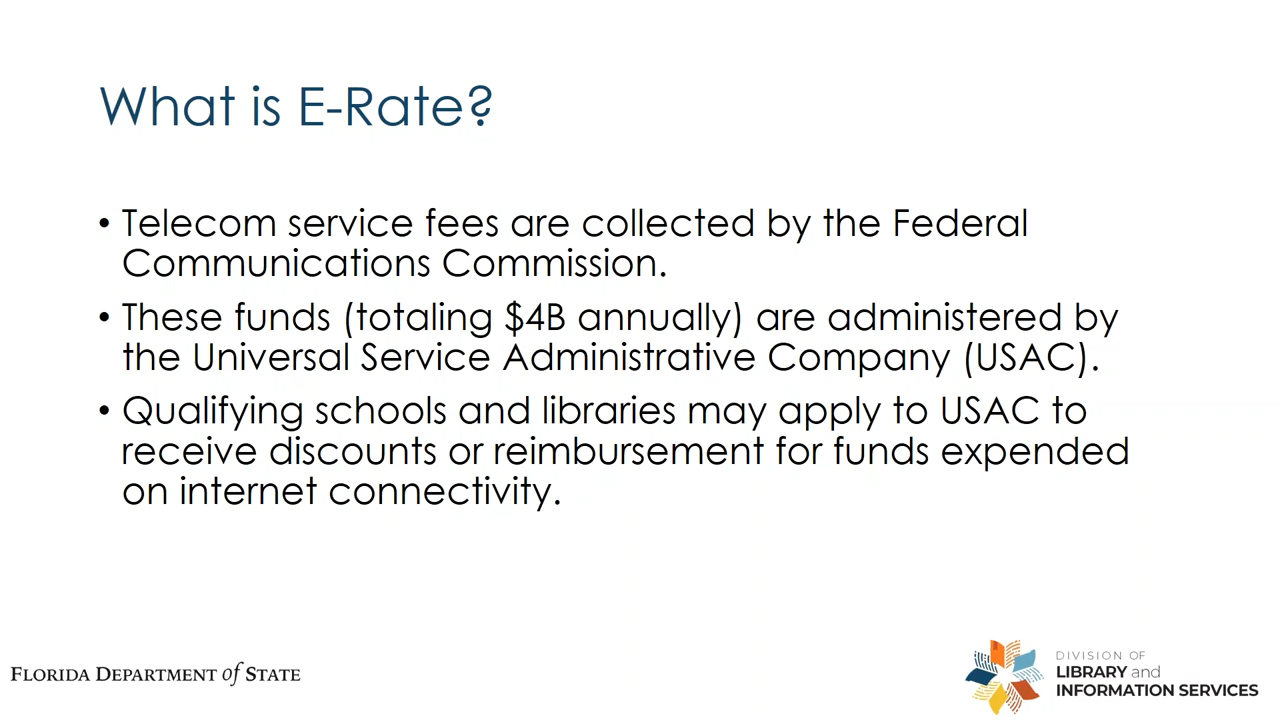 What is E-Rate?
• Telecom service fees are collected by the Federal
Communications Commission.
• These funds (totaling $4B annually) are administered by
the Universal Service Administrative Company (USAC).
• Qualifying schools and libraries may apply to USAC to
receive discounts or reimbursement for funds expended
on internet connectivity.
FLORIDA DEPARTMENT of STATE
DIVISION OF
LIBRARY and
INFORMATION SERVICES